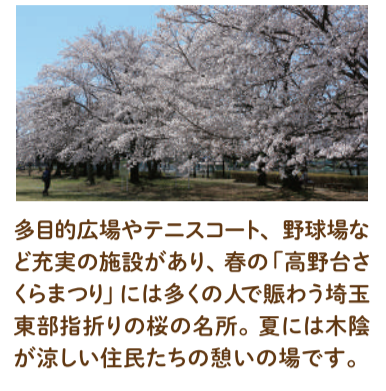 多目的広場やテニスコート、野球場な
ど充実の施設があり、春の「高野台さ
くらまつり」には多くの人で賑わう埼玉
東部指折りの桜の名所。夏には木陰
が涼しい住民たちの憩いの場です。